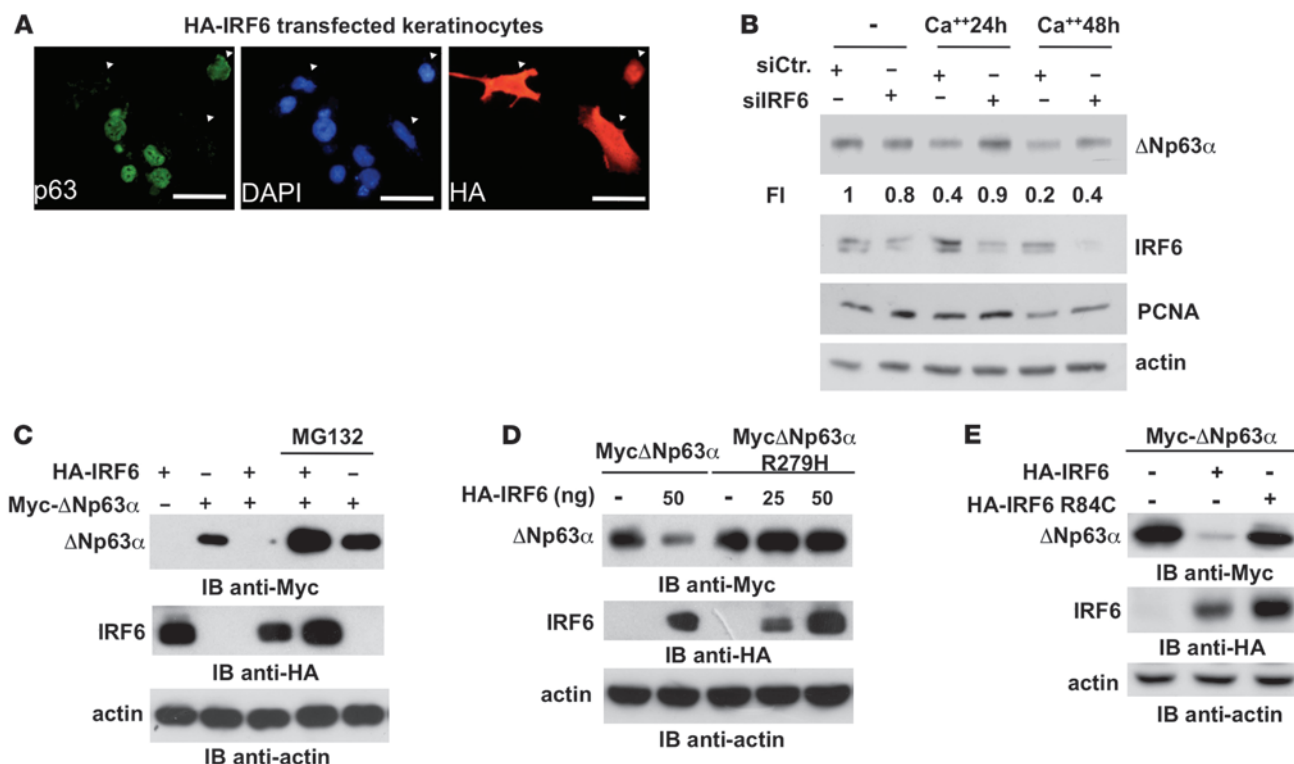 A
HA-IRF6 transfected keratinocytes
p63
DAPI
HA
B
- Ca++24h Ca++48h
siCtr. + - + - + -
siIRF6 - + - + - +
ΔNp63α
FI 1 0.8 0.4 0.9 0.2 0.4
IRF6
PCNA
actin
C
MG132
HA-IRF6 + - + + -
Myc-ΔNp63α - + + + +
ΔNp63α
IB anti-Myc
IRF6
IB anti-HA
actin
IB anti-actin
D
MycΔNp63α MycΔNp63α
R279H
HA-IRF6 (ng) - 50 - 25 50
ΔNp63α
IB anti-Myc
IRF6
IB anti-HA
actin
IB anti-actin
E
Myc-ΔNp63α
HA-IRF6 - + -
HA-IRF6 R84C - - +
ΔNp63α
IB anti-Myc
IRF6
IB anti-HA
actin
IB anti-actin